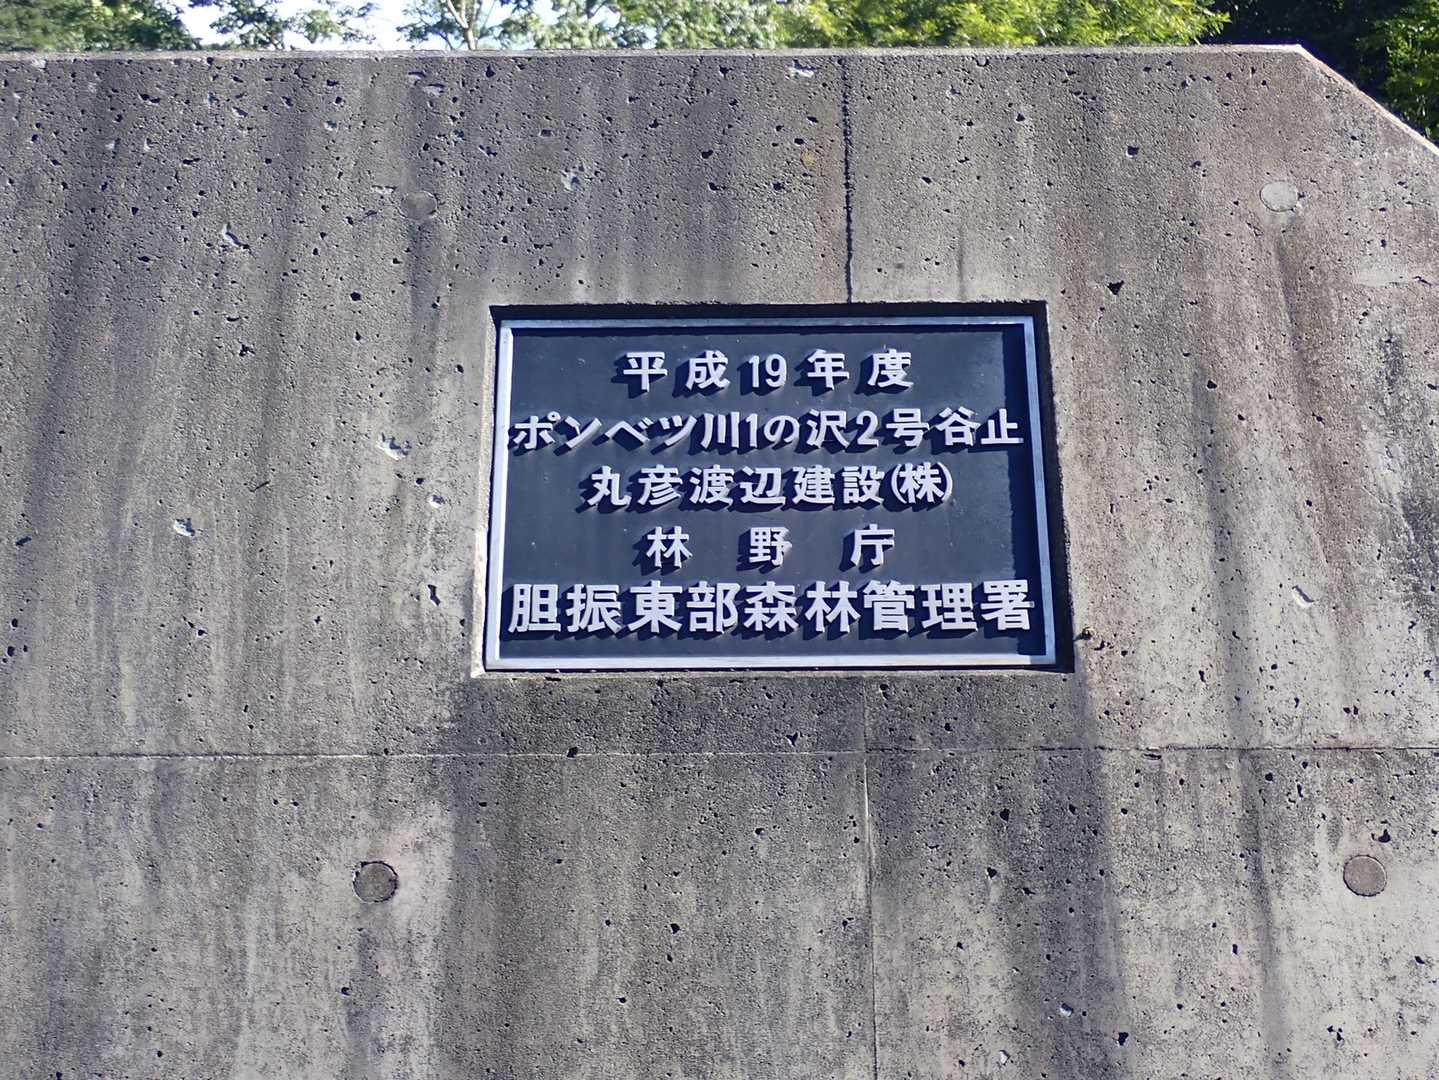 平成19年度
ポンベツ川1の沢2号谷止
丸彦渡辺建設(株)
林野庁
胆振東部森林管理署